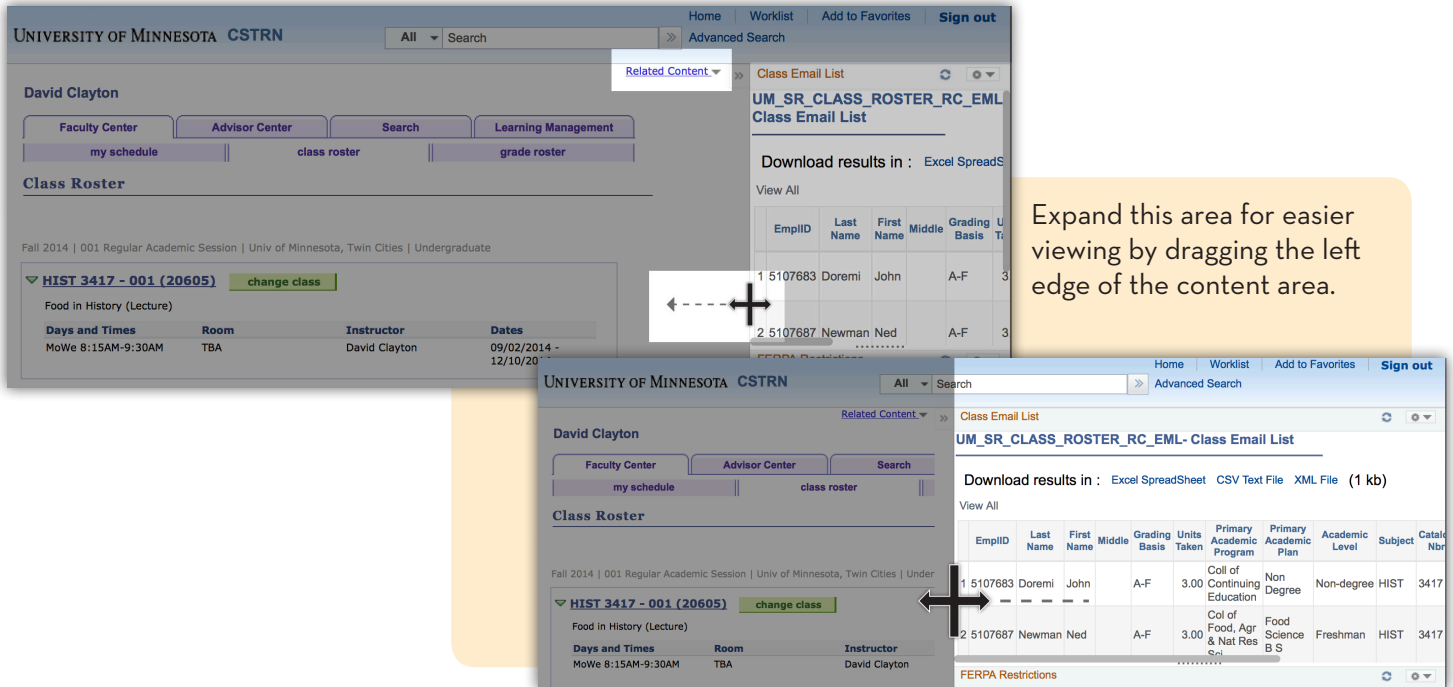 Home Worklist Add to Favorites Sign out
UNIVERSITY OF MINNESOTA CSTRN All Search » Advanced Search
Related Content »
David Clayton
Faculty Center Advisor Center Search Learning Management
my schedule class roster grade roster
Class Roster
Fall 2014 | 001 Regular Academic Session | Univ of Minnesota, Twin Cities | Undergraduate
HIST 3417 - 001 (20605) change class
Food in History (Lecture)
Days and Times Room Instructor Dates
MoWe 8:15AM-9:30AM TBA David Clayton 09/02/2014 -
12/10/2014
Class Email List
UM_SR_CLASS_ROSTER_RC_EML
Class Email List
Download results in : Excel SpreadS
View All
EmplID Last Name First Name Middle Grading Basis U
1 5107683 Doremi John A-F 3
2 5107687 Newman Ned A-F 3.
FERPA Restrictions
Expand this area for easier
viewing by dragging the left
edge of the content area.
Home Worklist Add to Favorites Sign out
UNIVERSITY OF MINNESOTA CSTRN All Search » Advanced Search
Related Content »
David Clayton
Faculty Center Advisor Center Search
my schedule class roster
Class Roster
Fall 2014 | 001 Regular Academic Session | Univ of Minnesota, Twin Cities | Under
HIST 3417 - 001 (20605) change class
Food in History (Lecture)
Days and Times Room Instructor
MoWe 8:15AM-9:30AM TBA David Clayton
Class Email List
UM_SR_CLASS_ROSTER_RC_EML- Class Email List
Download results in : Excel SpreadSheet CSV Text File XML File (1 kb)
View All
EmplID Last Name First Name Middle Grading Basis Units Taken Primary Academic Program Primary Academic Plan Academic Level Subject Catalo Nbr
1 5107683 Doremi John A-F 3.00 Coll of Continuing Education Non Degree Non-degree HIST 3417
2 5107687 Newman Ned A-F 3.00 Col of Food, Agr & Nat Res Sci Food Science B S Freshman HIST 3417
FERPA Restrictions